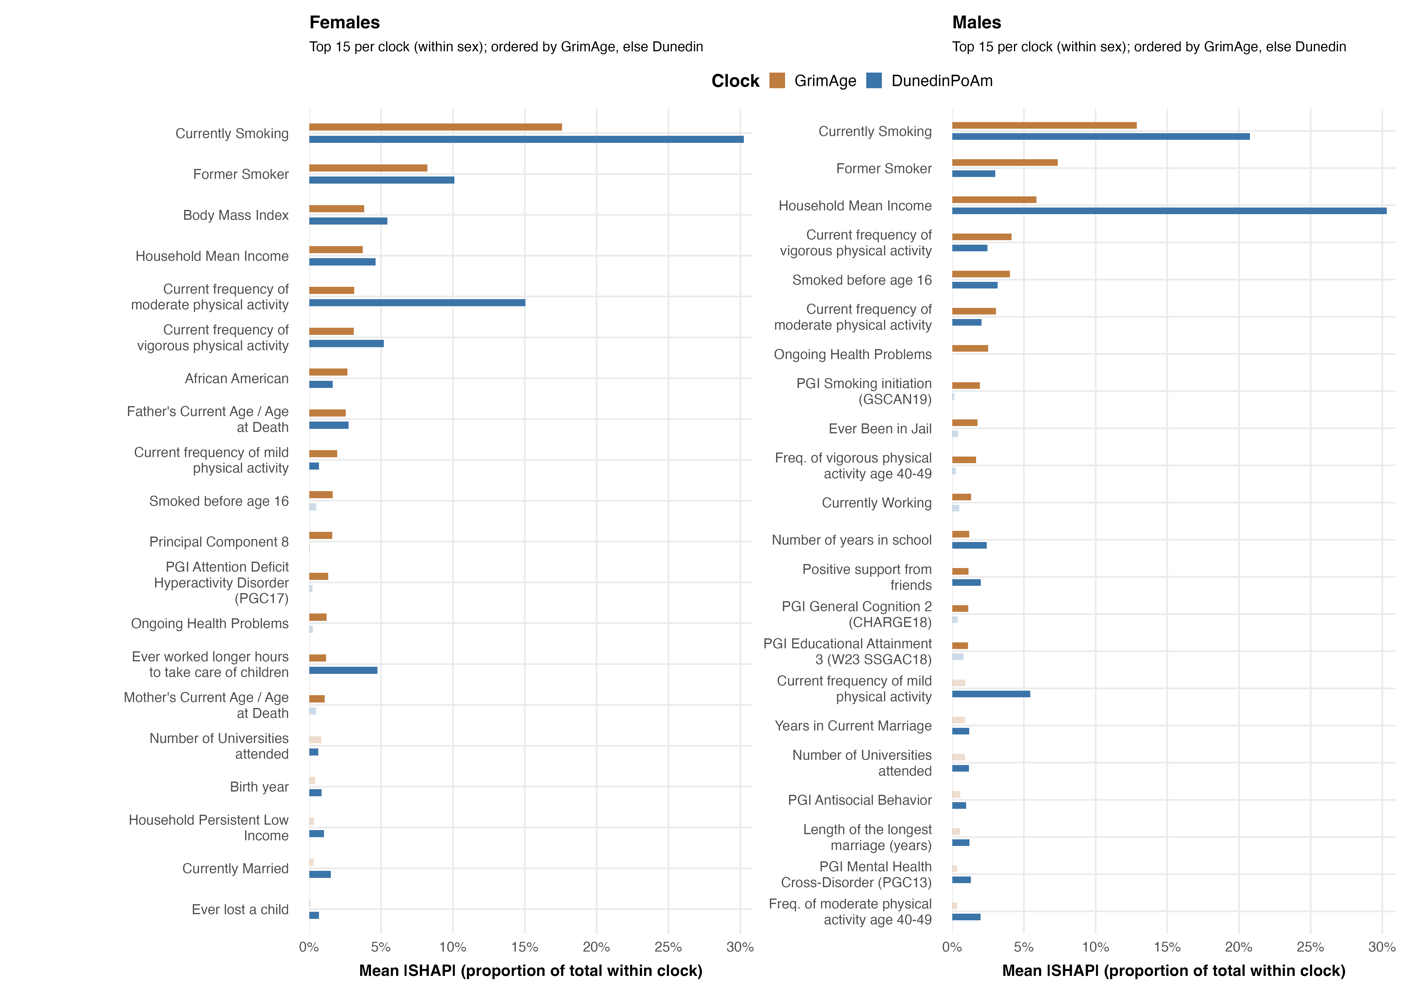 Females
Top 15 per clock (within sex); ordered by GrimAge, else Dunedin
Males
Top 15 per clock (within sex); ordered by GrimAge, else Dunedin
Clock GrimAge DunedinPoAm
Currently Smoking
Former Smoker
Body Mass Index
Household Mean Income
Current frequency of
moderate physical activity
Current frequency of
vigorous physical activity
African American
Father's Current Age / Age
at Death
Current frequency of mild
physical activity
Smoked before age 16
Principal Component 8
PGI Attention Deficit
Hyperactivity Disorder
(PGC17)
Ongoing Health Problems
Ever worked longer hours
to take care of children
Mother's Current Age / Age
at Death
Number of Universities
attended
Birth year
Household Persistent Low
Income
Currently Married
Ever lost a child
0% 5% 10% 15% 20% 25% 30%
Mean |SHAP| (proportion of total within clock)
Currently Smoking
Former Smoker
Household Mean Income
Current frequency of
vigorous physical activity
Smoked before age 16
Current frequency of
moderate physical activity
Ongoing Health Problems
PGI Smoking initiation
(GSCAN19)
Ever Been in Jail
Freq. of vigorous physical
activity age 40-49
Currently Working
Number of years in school
Positive support from
friends
PGI General Cognition 2
(CHARGE18)
PGI Educational Attainment
3 (W23 SSGAC18)
Current frequency of mild
physical activity
Years in Current Marriage
Number of Universities
attended
PGI Antisocial Behavior
Length of the longest
marriage (years)
PGI Mental Health
Cross-Disorder (PGC13)
Freq. of moderate physical
activity age 40-49
0% 5% 10% 15% 20% 25% 30%
Mean |SHAP| (proportion of total within clock)